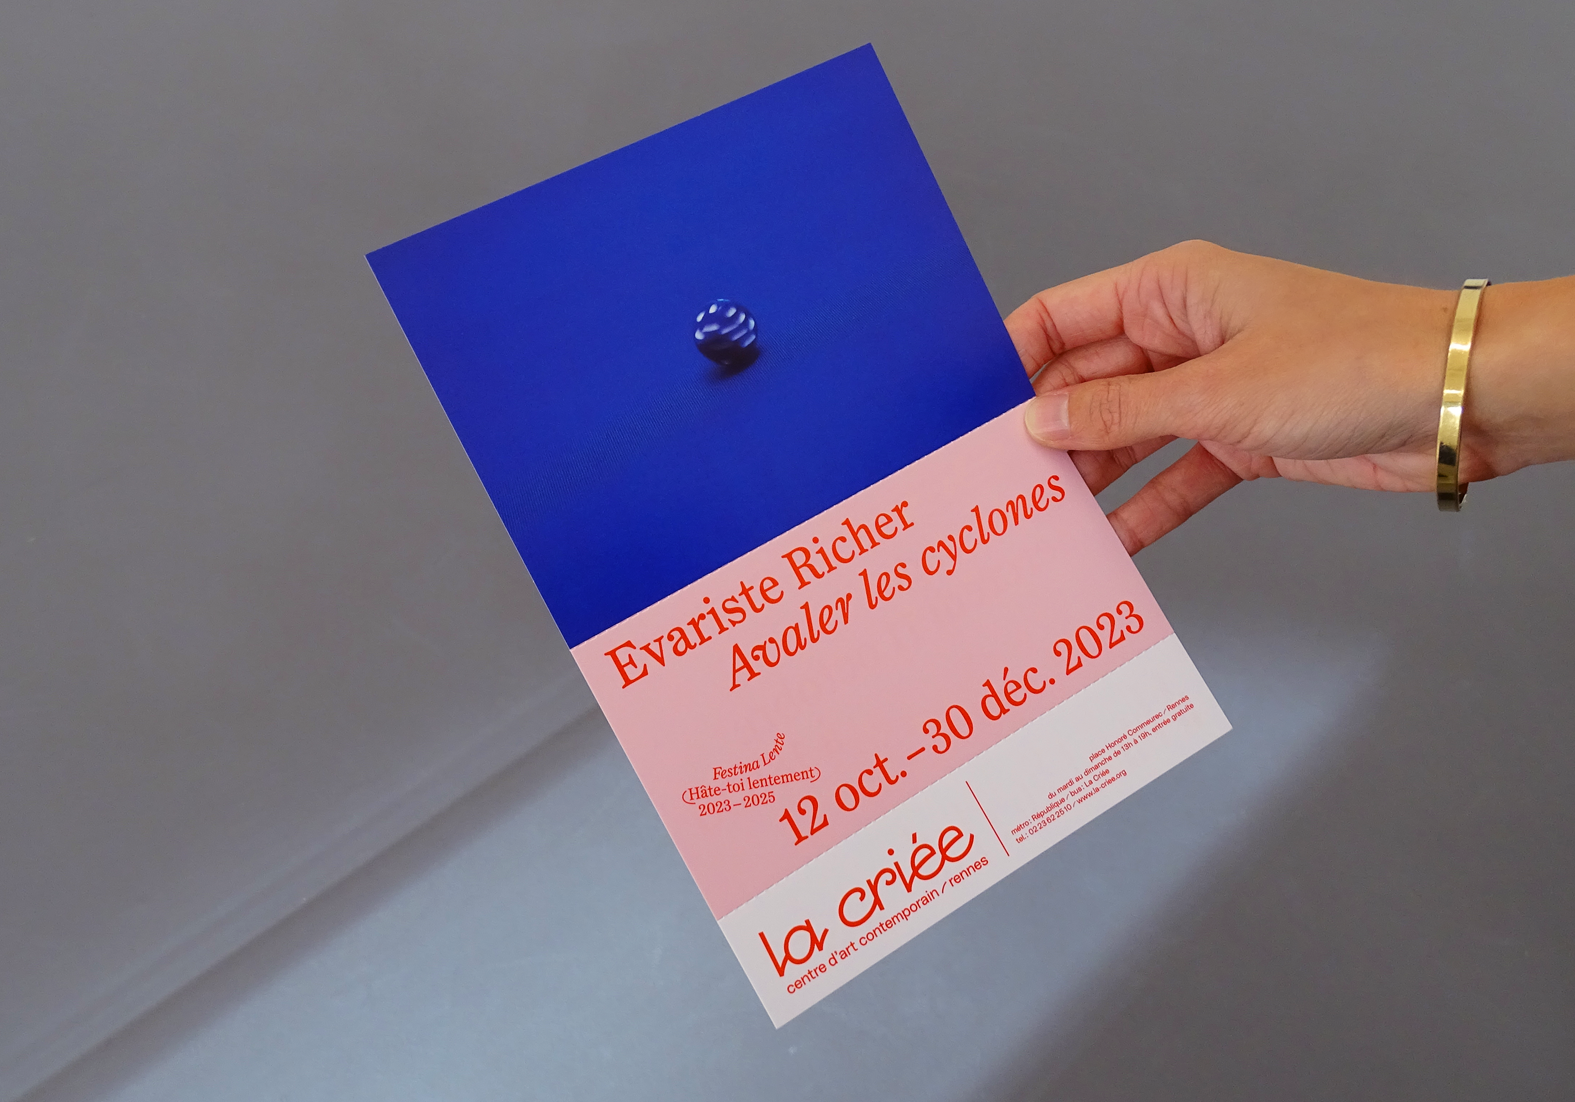 Evariste Richer
Avaler les cyclones
12 oct.–30 déc. 2023
Festina Lente
(Hâte-toi lentement)
2023–2025
la criée
centre d'art contemporain / rennes
place Honoré Commeurec / Rennes
du mardi au dimanche de 13h à 19h, entrée gratuite
métro : République / bus : La Criée
tel. : 02 23 62 25 10 / www.la-criee.org